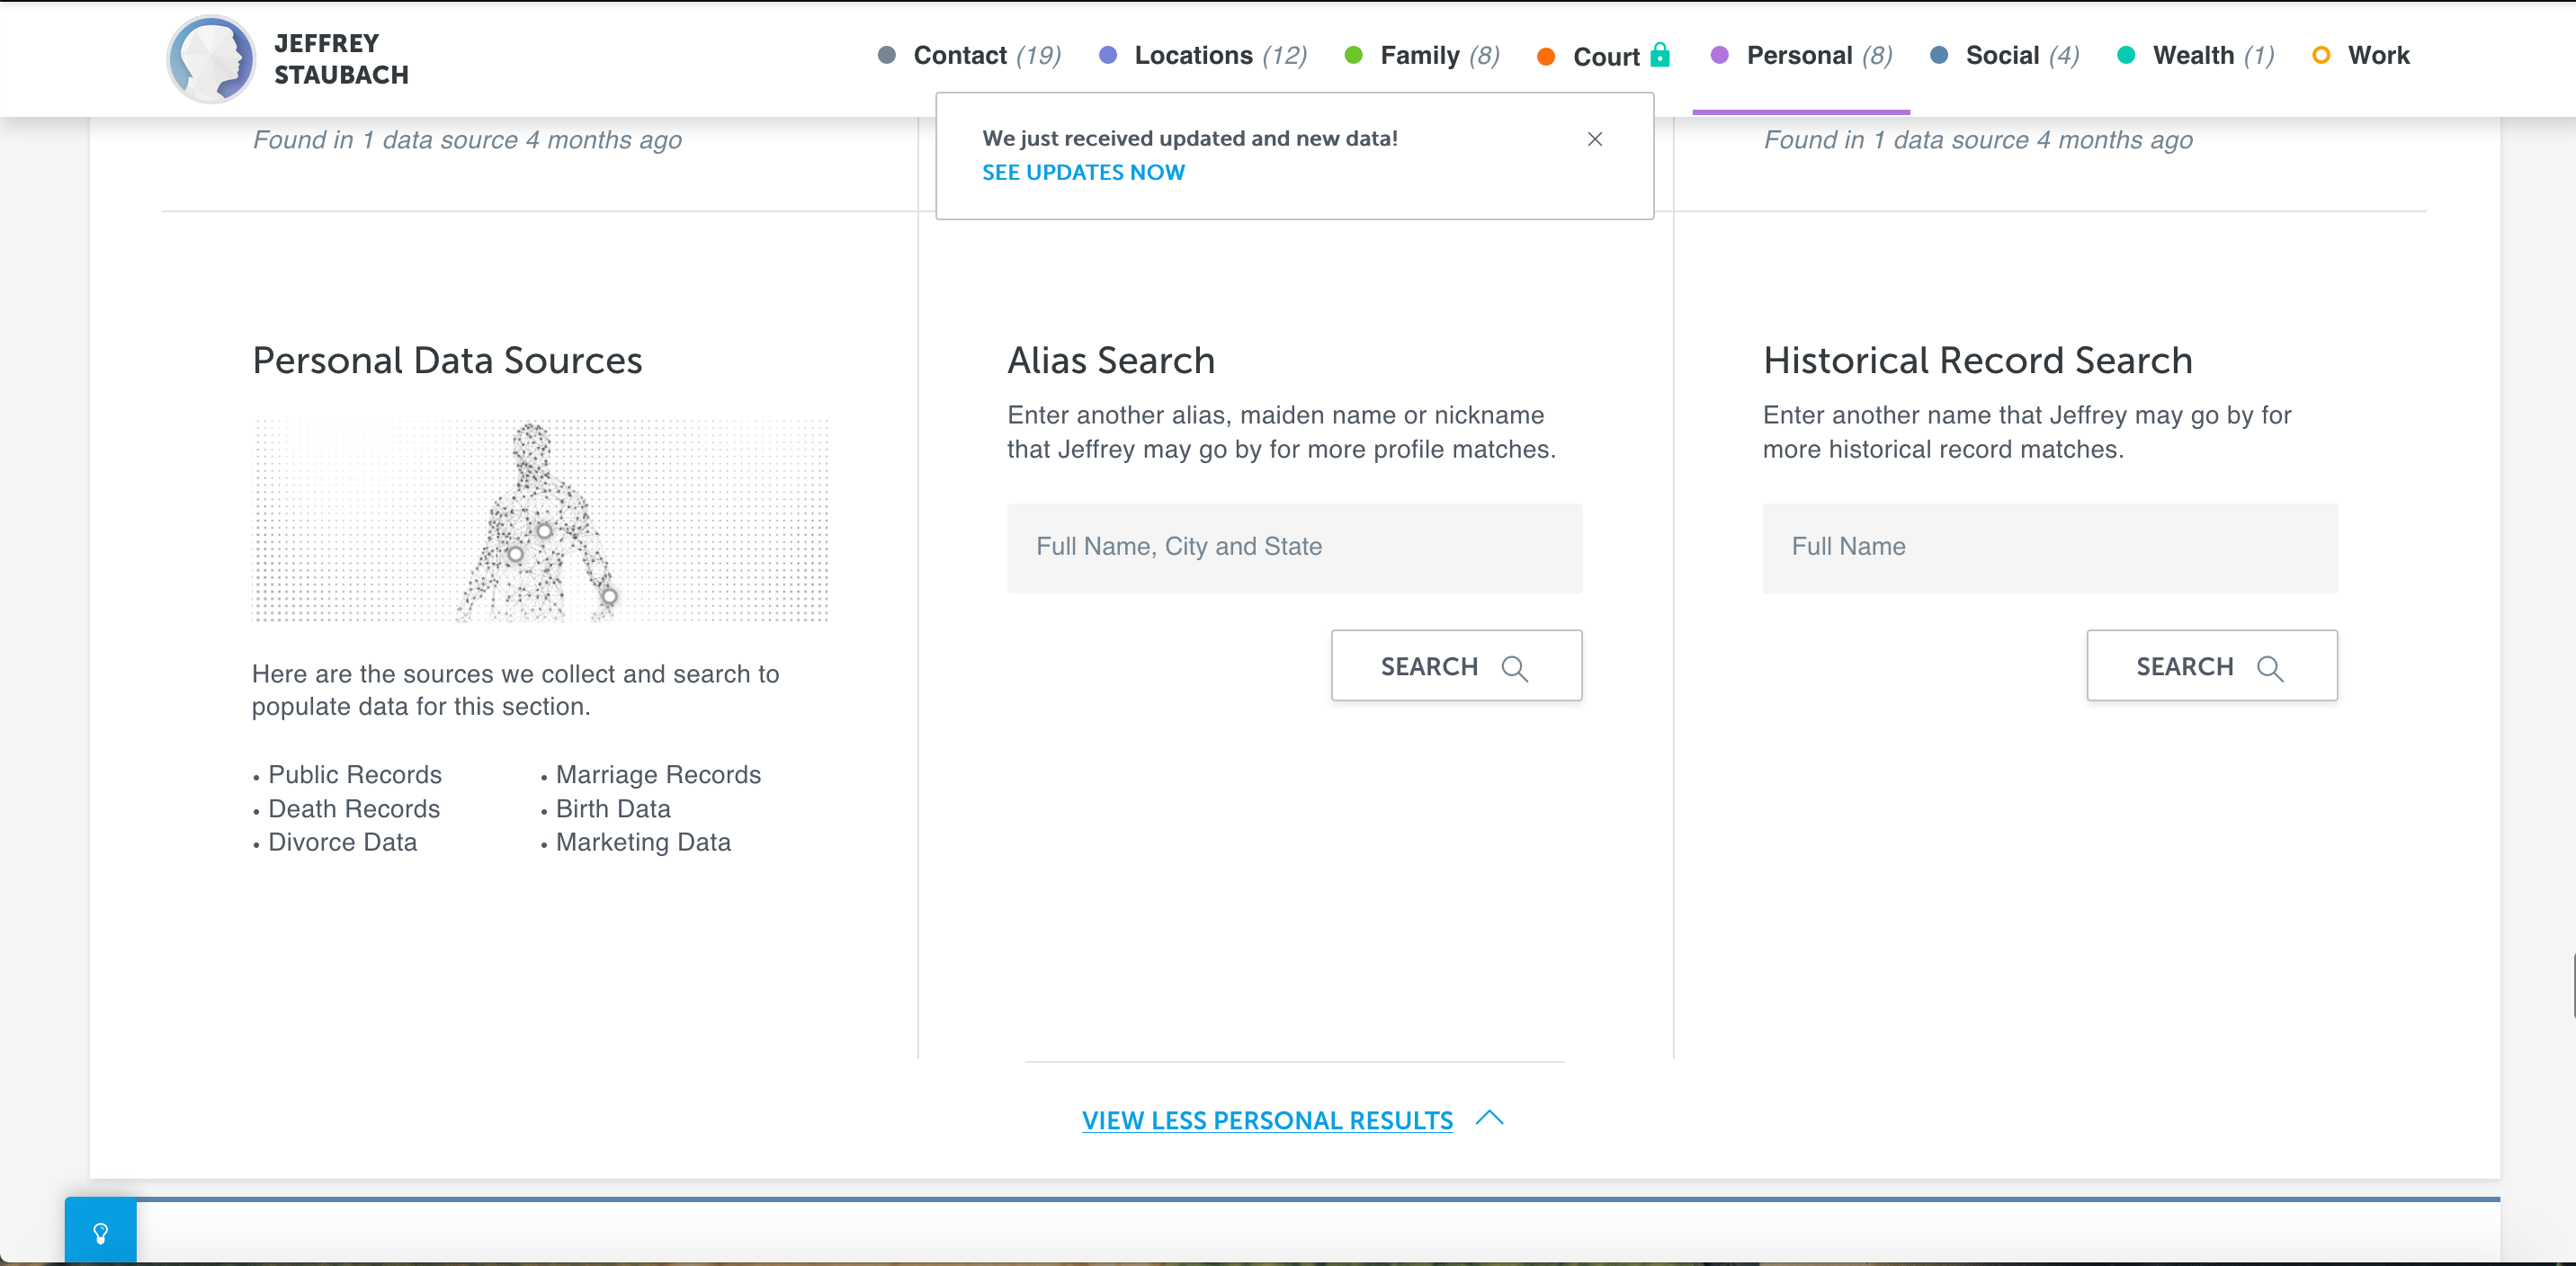 JEFFREY
STAUBACH
Contact (19)
Locations (12)
Family (8)
Court
Personal (8)
Social (4)
Wealth (1)
Work
We just received updated and new data!
SEE UPDATES NOW
Found in 1 data source 4 months ago
Found in 1 data source 4 months ago
Personal Data Sources
Here are the sources we collect and search to
populate data for this section.
• Public Records
• Death Records
• Divorce Data
• Marriage Records
• Birth Data
• Marketing Data
Alias Search
Enter another alias, maiden name or nickname
that Jeffrey may go by for more profile matches.
Full Name, City and State
SEARCH
Historical Record Search
Enter another name that Jeffrey may go by for
more historical record matches.
Full Name
SEARCH
VIEW LESS PERSONAL RESULTS